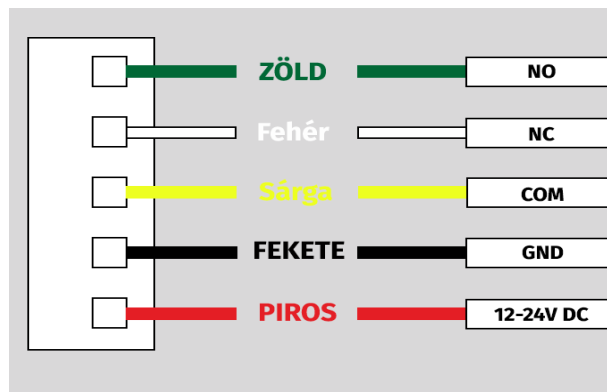 ZÖLD NO
Fehér NC
Sárga COM
FEKETE GND
PIROS 12-24V DC